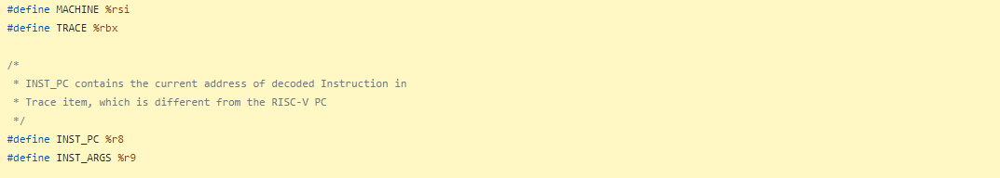 #define MACHINE %rsi
#define TRACE %rbx
/*
 * INST_PC contains the current address of decoded Instruction in
 * Trace item, which is different from the RISC-V PC
 */
#define INST_PC %r8
#define INST_ARGS %r9